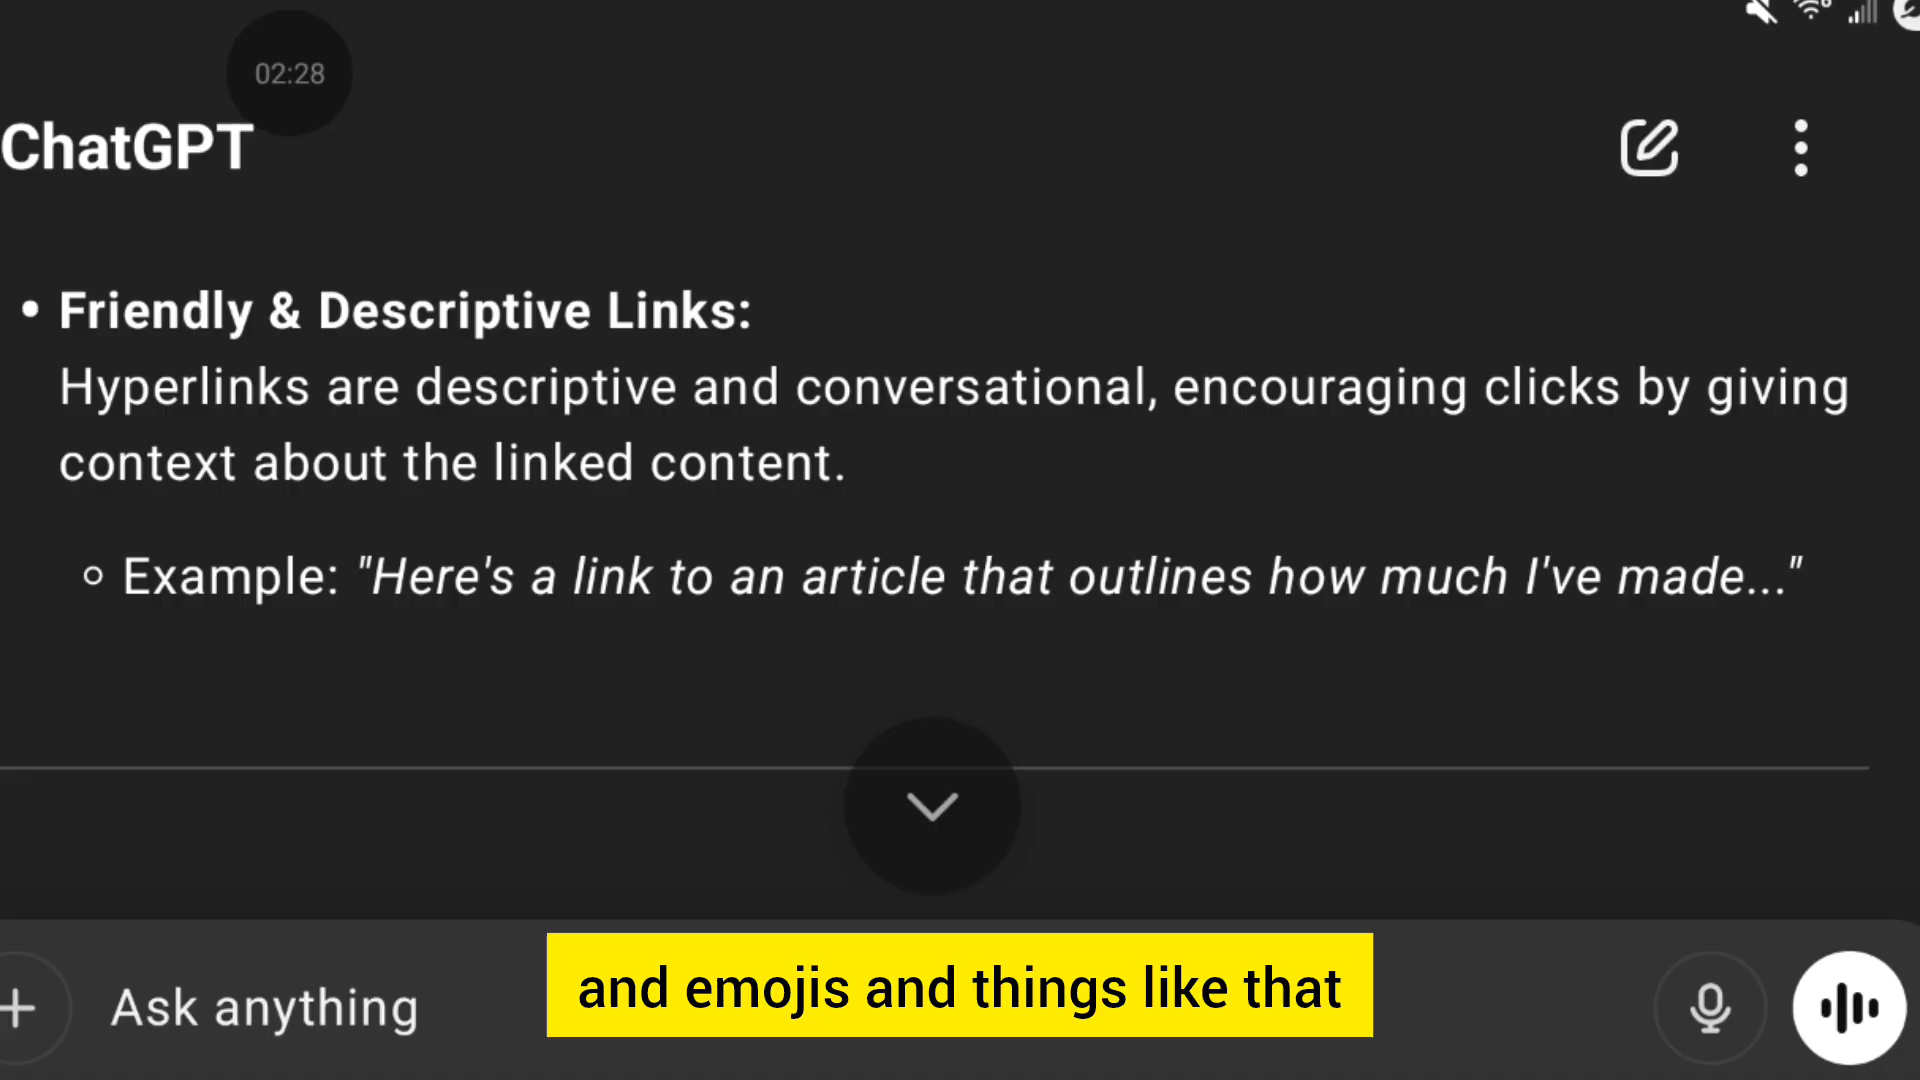 02:28
ChatGPT
• Friendly & Descriptive Links:
Hyperlinks are descriptive and conversational, encouraging clicks by giving
context about the linked content.
○ Example: "Here's a link to an article that outlines how much I've made..."
Ask anything
and emojis and things like that